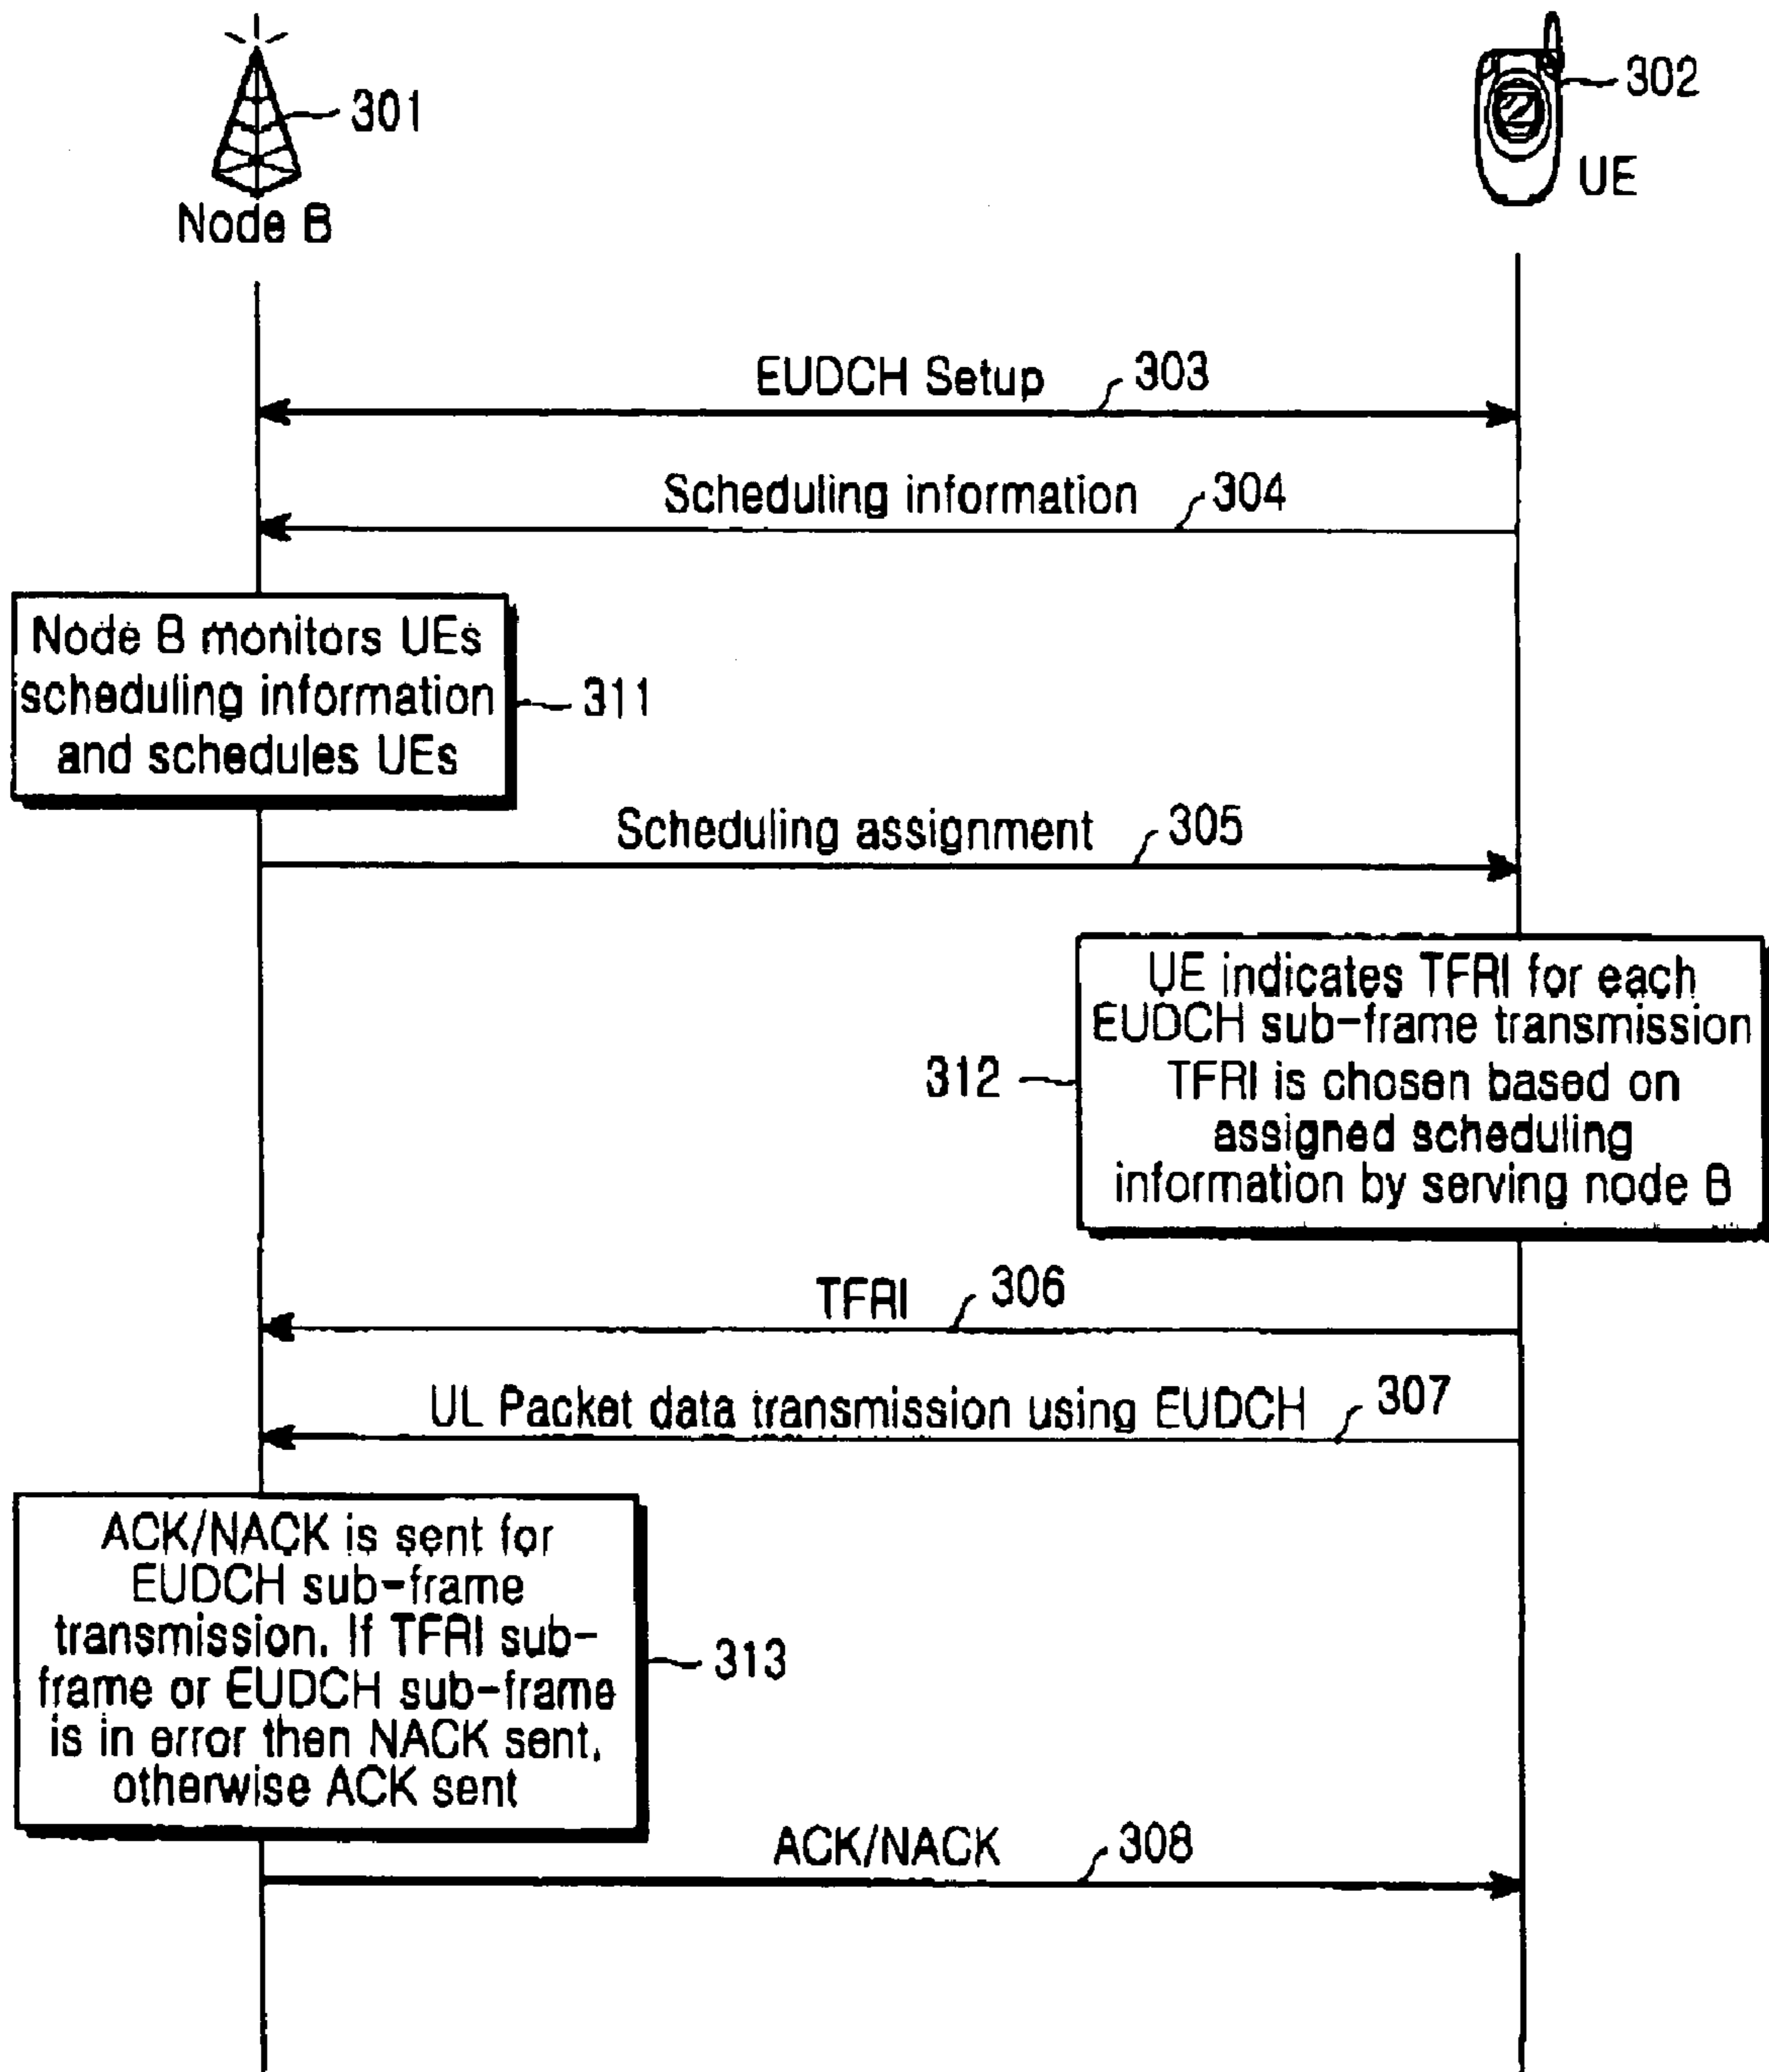 301
302
UE
Node B
EUDCH Setup 303
Scheduling information 304
Node B monitors UEs
scheduling information
and schedules UEs
311
Scheduling assignment 305
UE indicates TFRI for each
EUDCH sub-frame transmission
TFRI is chosen based on
assigned scheduling
information by serving node B
312
TFRI 306
UL Packet data transmission using EUDCH 307
ACK/NACK is sent for
EUDCH sub-frame
transmission. If TFRI sub-
frame or EUDCH sub-frame
is in error then NACK sent,
otherwise ACK sent
313
ACK/NACK 308